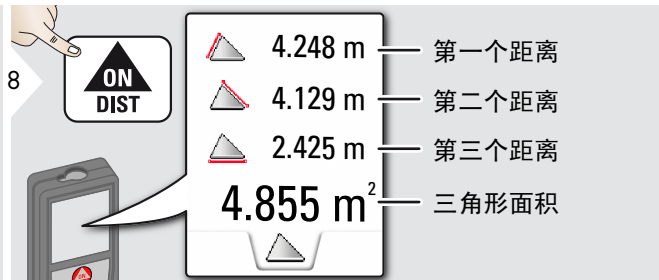 8
ON
DIST
4.248 m 第一个距离
4.129 m 第二个距离
2.425 m 第三个距离
4.855 m² 三角形面积
ON